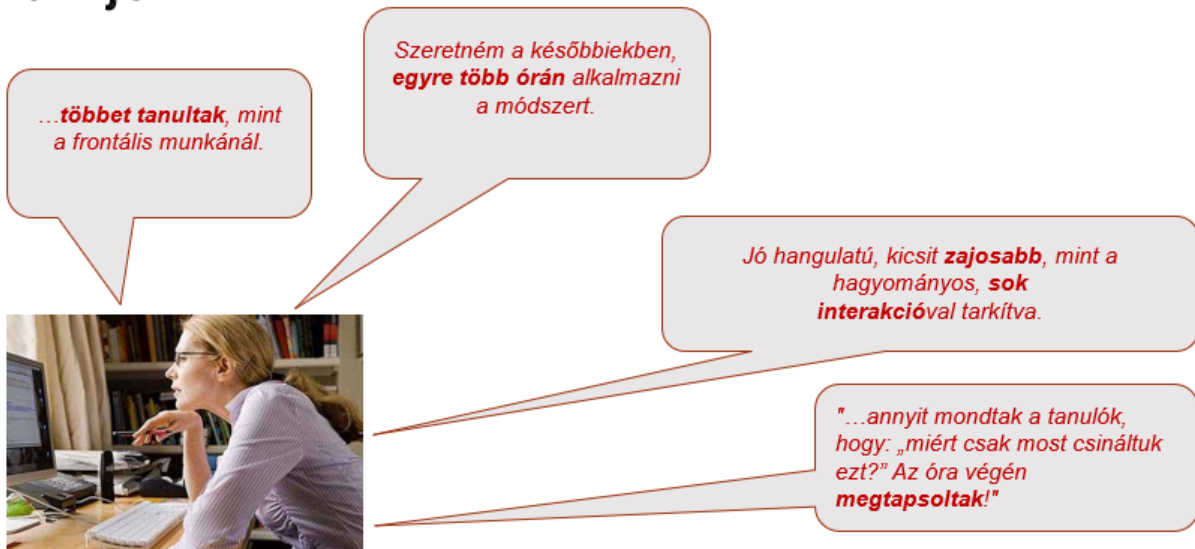 …többet tanultak, mint
a frontális munkánál.
Szeretném a későbbiekben,
egyre több órán alkalmazni
a módszert.
Jó hangulatú, kicsit zajosabb, mint a
hagyományos, sok
interakcióval tarkítva.
"…annyit mondtak a tanulók,
hogy: „miért csak most csináltuk
ezt?” Az óra végén
megtapsoltak!"